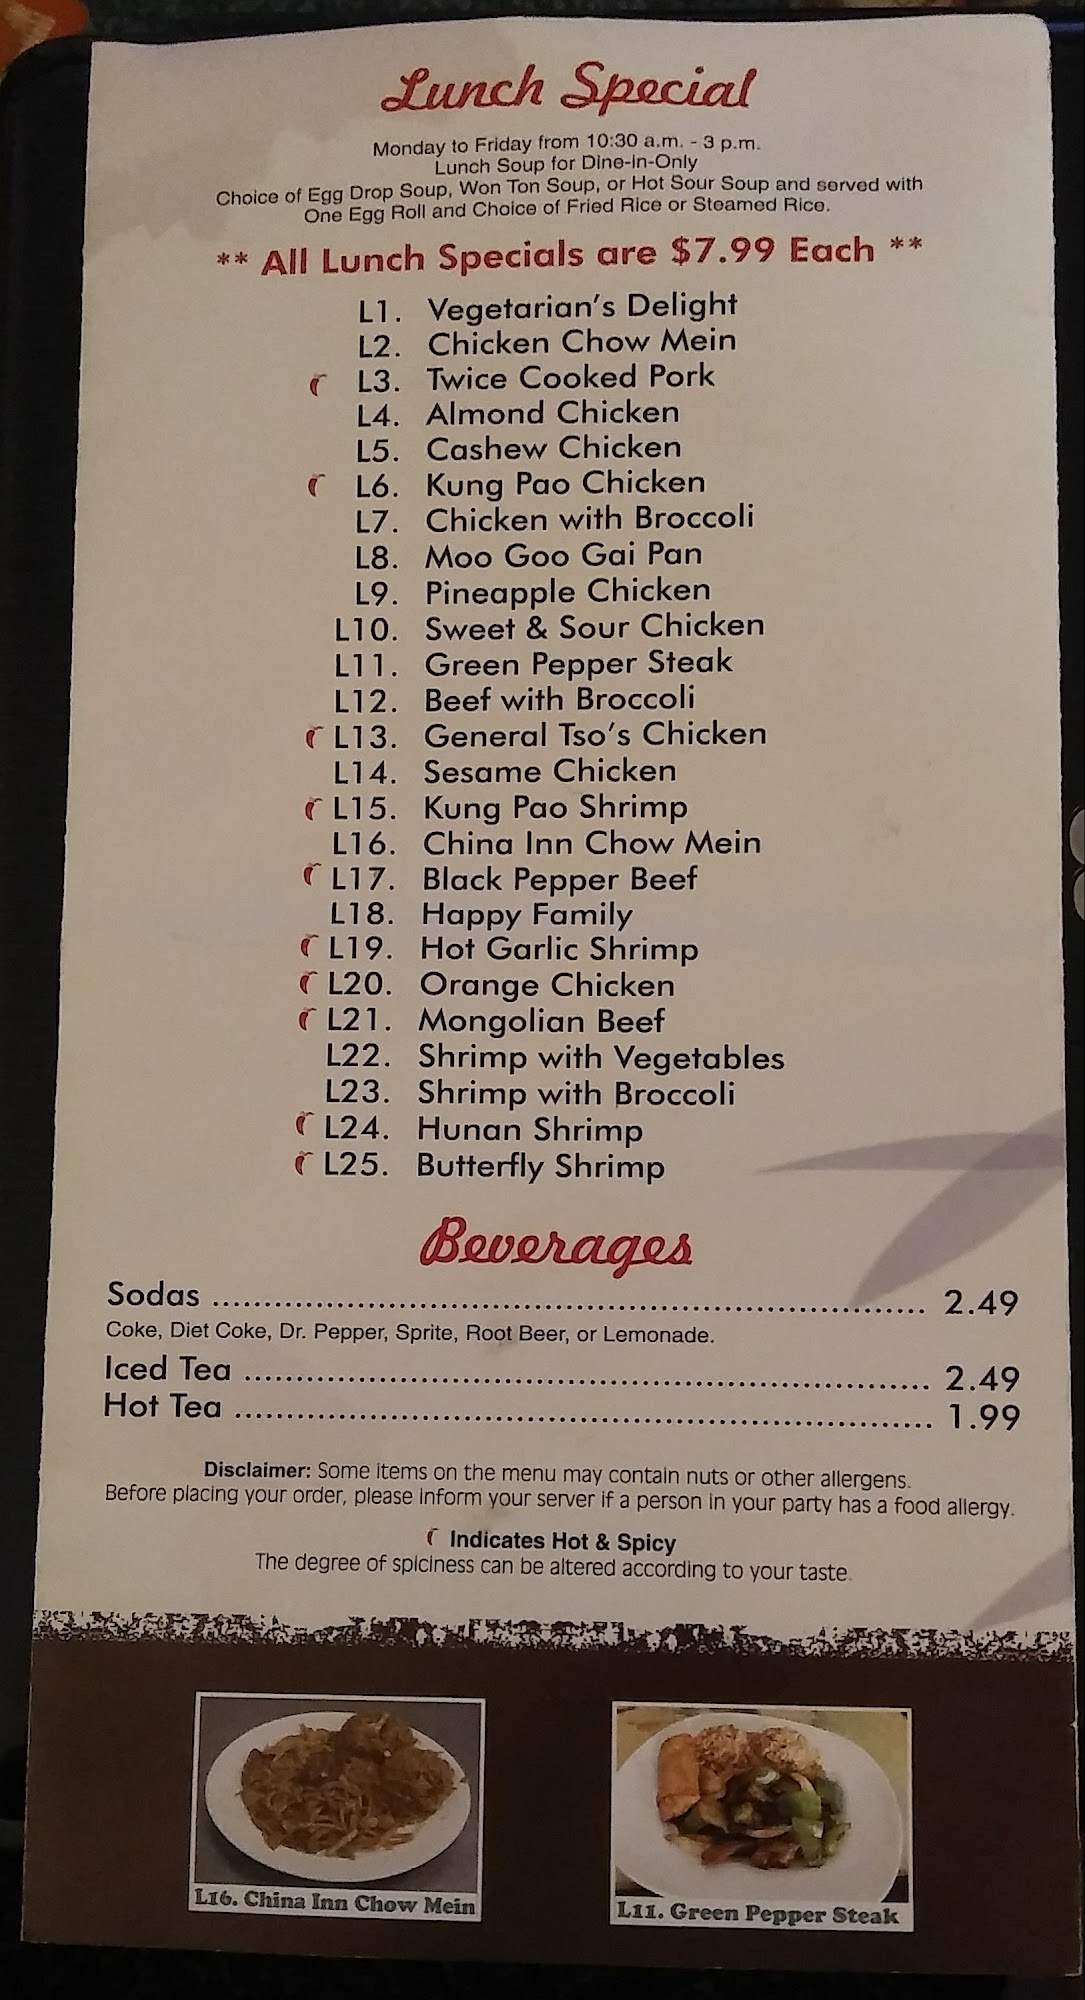 Lunch Special
Monday to Friday from 10:30 a.m. - 3 p.m.
Lunch Soup for Dine-in-Only
Choice of Egg Drop Soup, Won Ton Soup, or Hot Sour Soup and served with
One Egg Roll and Choice of Fried Rice or Steamed Rice.
** All Lunch Specials are $7.99 Each **
L1. Vegetarian's Delight
L2. Chicken Chow Mein
L3. Twice Cooked Pork
L4. Almond Chicken
L5. Cashew Chicken
L6. Kung Pao Chicken
L7. Chicken with Broccoli
L8. Moo Goo Gai Pan
L9. Pineapple Chicken
L10. Sweet & Sour Chicken
L11. Green Pepper Steak
L12. Beef with Broccoli
L13. General Tso's Chicken
L14. Sesame Chicken
L15. Kung Pao Shrimp
L16. China Inn Chow Mein
L17. Black Pepper Beef
L18. Happy Family
L19. Hot Garlic Shrimp
L20. Orange Chicken
L21. Mongolian Beef
L22. Shrimp with Vegetables
L23. Shrimp with Broccoli
L24. Hunan Shrimp
L25. Butterfly Shrimp
Beverages
Sodas ........ 2.49
Coke, Diet Coke, Dr. Pepper, Sprite, Root Beer, or Lemonade.
Iced Tea ........ 2.49
Hot Tea ........ 1.99
Disclaimer: Some items on the menu may contain nuts or other allergens.
Before placing your order, please inform your server if a person in your party has a food allergy.
Indicates Hot & Spicy
The degree of spiciness can be altered according to your taste.
L16. China Inn Chow Mein
L11. Green Pepper Steak